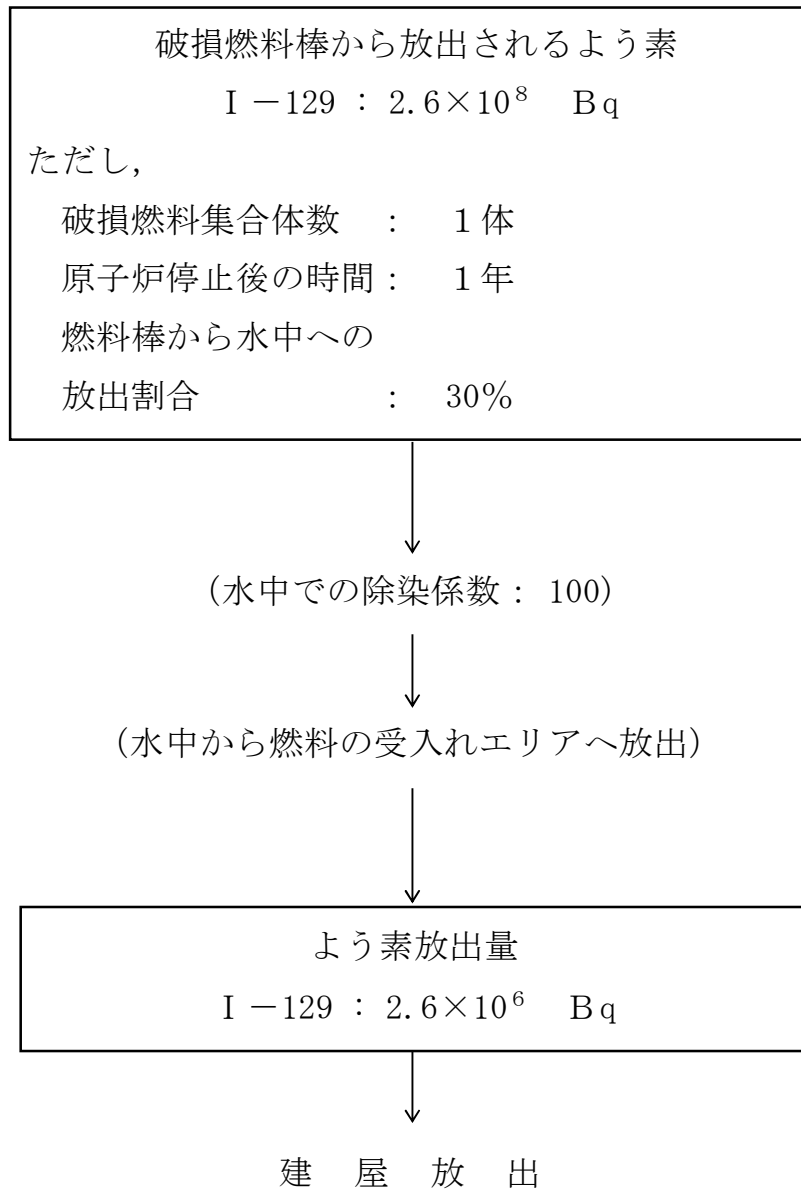 破損燃料棒から放出されるよう素
Ⅰ－129 : 2.6×10⁸ Ｂq
ただし,
破損燃料集合体数 : １体
原子炉停止後の時間 : １年
燃料棒から水中への
放出割合 : 30％
(水中での除染係数 : 100)
(水中から燃料の受入れエリアへ放出)
よう素放出量
Ⅰ－129 : 2.6×10⁶ Ｂq
建 屋 放 出